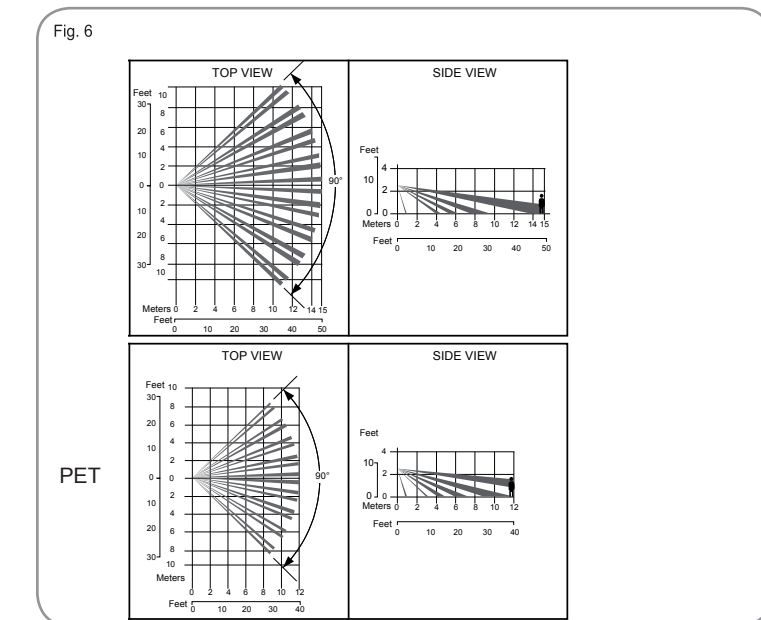 Fig. 6
TOP VIEW
SIDE VIEW
Feet
10
30
8
20
6
4
10
2
0
0
2
10
4
20
6
8
30
10
90°
Meters 0 2 4 6 8 10 12 14 15
Feet
0 10 20 30 40 50
Feet
4
10
2
0 0
Meters 0 2 4 6 8 10 12 14 15
Feet
0 10 20 30 40 50
PET
TOP VIEW
SIDE VIEW
Feet 10
30
8
20
6
4
10
2
0
0
2
10
4
20
6
8
30
10
90°
Meters
0 2 4 6 8 10 12
Feet 0 10 20 30 40
Feet
4
10
2
0 0
Meters 0 2 4 6 8 10 12
Feet
0 10 20 30 40